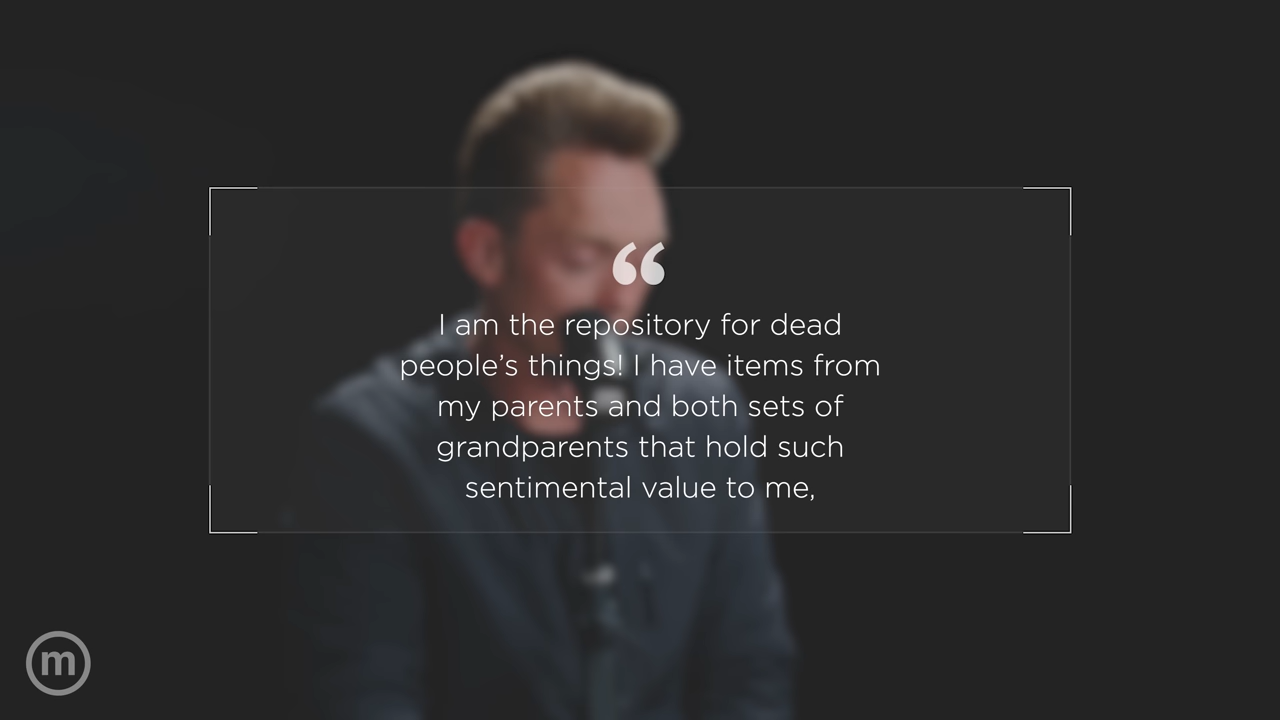 “
I am the repository for dead
people’s things! I have items from
my parents and both sets of
grandparents that hold such
sentimental value to me,
m